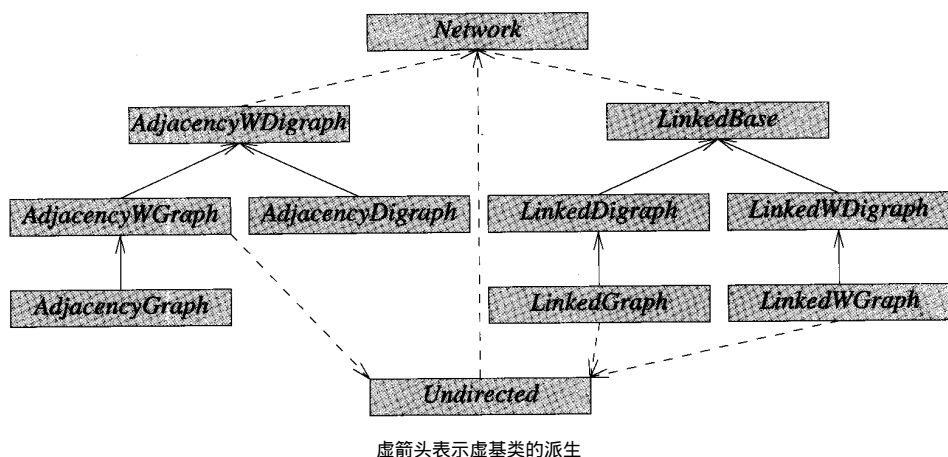 Network
AdjacencyWDigraph
LinkedBase
AdjacencyWGraph
AdjacencyDigraph
LinkedDigraph
LinkedWDigraph
AdjacencyGraph
LinkedGraph
LinkedWGraph
Undirected
虚箭头表示虚基类的派生